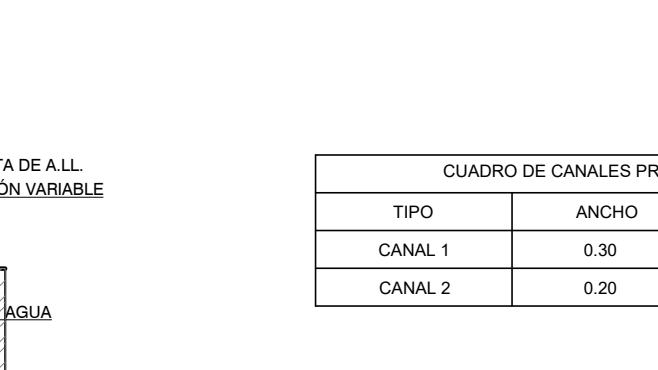 TA DE A.LL.
ÓN VARIABLE
AGUA
CUADRO DE CANALES PR
TIPO ANCHO
CANAL 1 0.30
CANAL 2 0.20